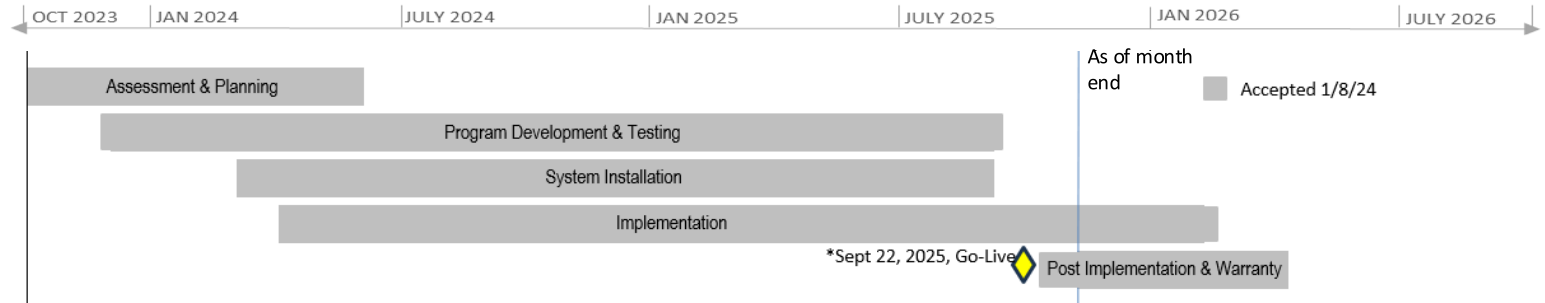 OCT 2023 JAN 2024 JULY 2024 JAN 2025 JULY 2025 JAN 2026 JULY 2026
As of month
end
Accepted 1/8/24
Assessment & Planning
Program Development & Testing
System Installation
Implementation
*Sept 22, 2025, Go-Live
Post Implementation & Warranty